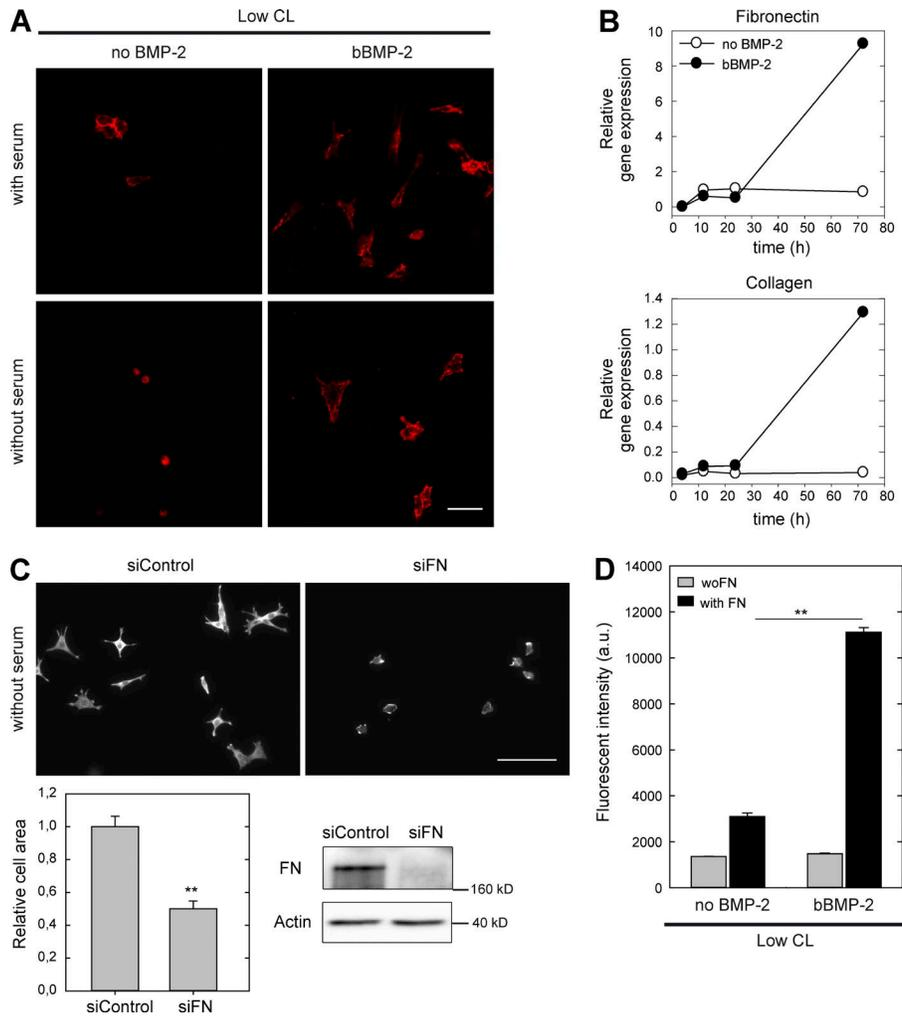 A
Low CL
no BMP-2 bBMP-2
with serum
without serum
B
Fibronectin
no BMP-2
bBMP-2
Relative
gene expression
10
8
6
4
2
0
0 10 20 30 40 50 60 70 80
time (h)
Collagen
Relative
gene expression
1.4
1.2
1.0
0.8
0.6
0.4
0.2
0.0
0 10 20 30 40 50 60 70 80
time (h)
C
siControl siFN
without serum
Relative cell area
1,2
1,0
0,8
0,6
0,4
0,2
0,0
**
siControl siFN
siControl siFN
FN
160 kD
Actin
40 kD
D
Fluorescent intensity (a.u.)
14000
12000
10000
8000
6000
4000
2000
0
woFN
with FN
**
no BMP-2 bBMP-2
Low CL